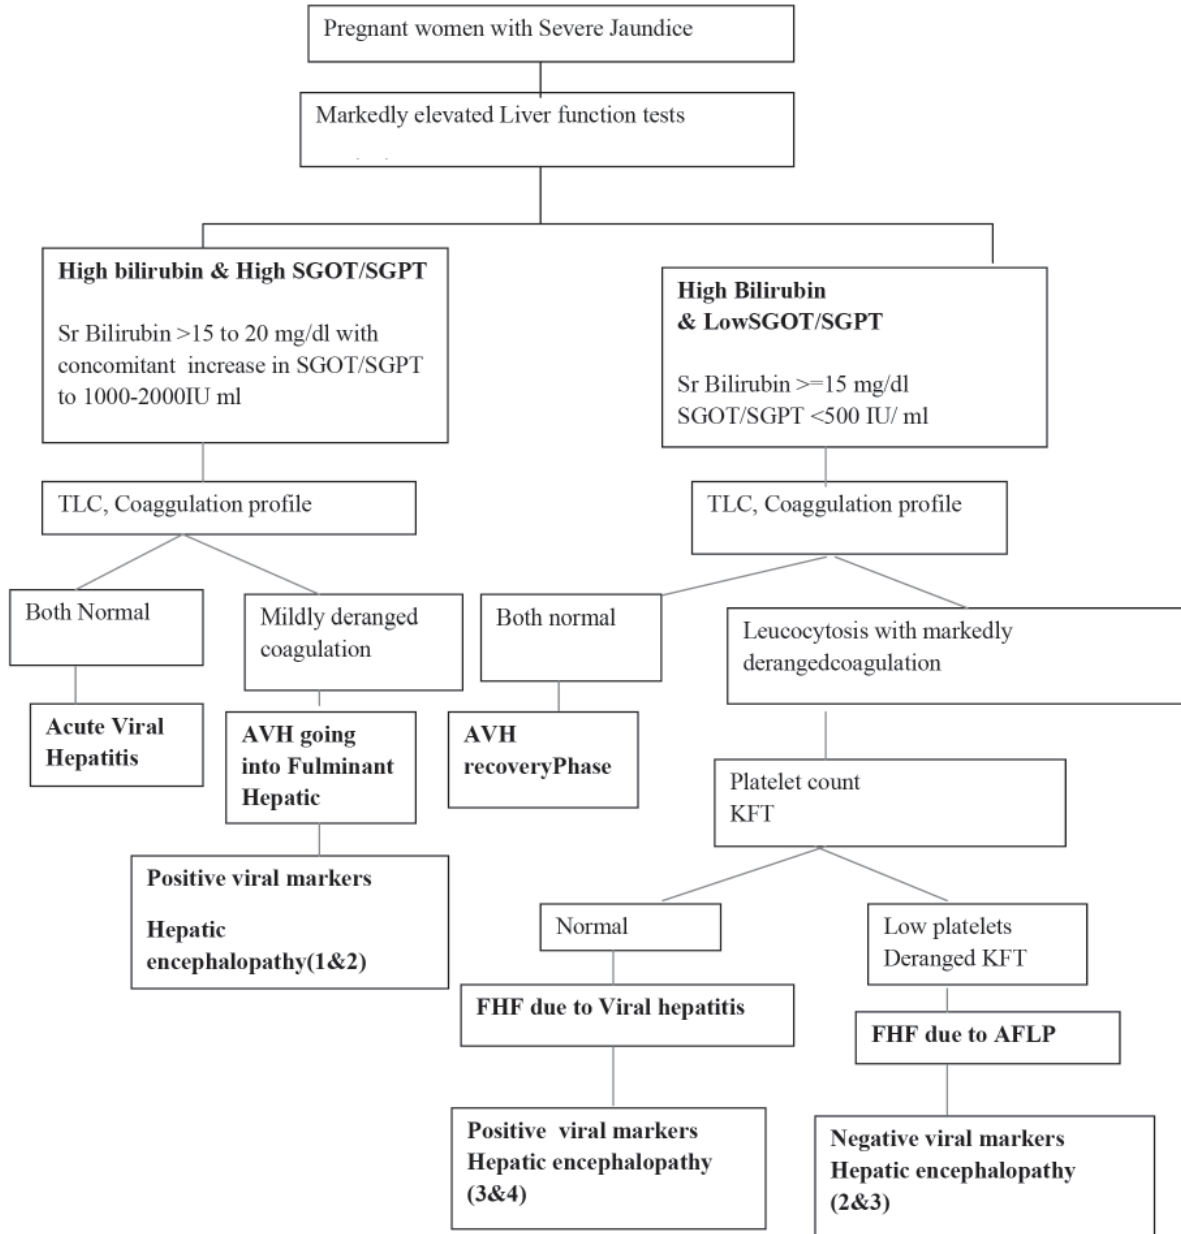 Pregnant women with Severe Jaundice
Markedly elevated Liver function tests
High bilirubin & High SGOT/SGPT
Sr Bilirubin >15 to 20 mg/dl with
concomitant increase in SGOT/SGPT
to 1000-2000IU ml
High Bilirubin
& LowSGOT/SGPT
Sr Bilirubin >=15 mg/dl
SGOT/SGPT <500 IU/ ml
TLC, Coaggulation profile
TLC, Coaggulation profile
Both Normal
Mildly deranged
coagulation
Both normal
Leucocytosis with markedly
derangedcoagulation
Acute Viral
Hepatitis
AVH going
into Fulminant
Hepatic
AVH
recoveryPhase
Platelet count
KFT
Positive viral markers
Hepatic
encephalopathy(1&2)
Normal
Low platelets
Deranged KFT
FHF due to Viral hepatitis
FHF due to AFLP
Positive viral markers
Hepatic encephalopathy
(3&4)
Negative viral markers
Hepatic encephalopathy
(2&3)